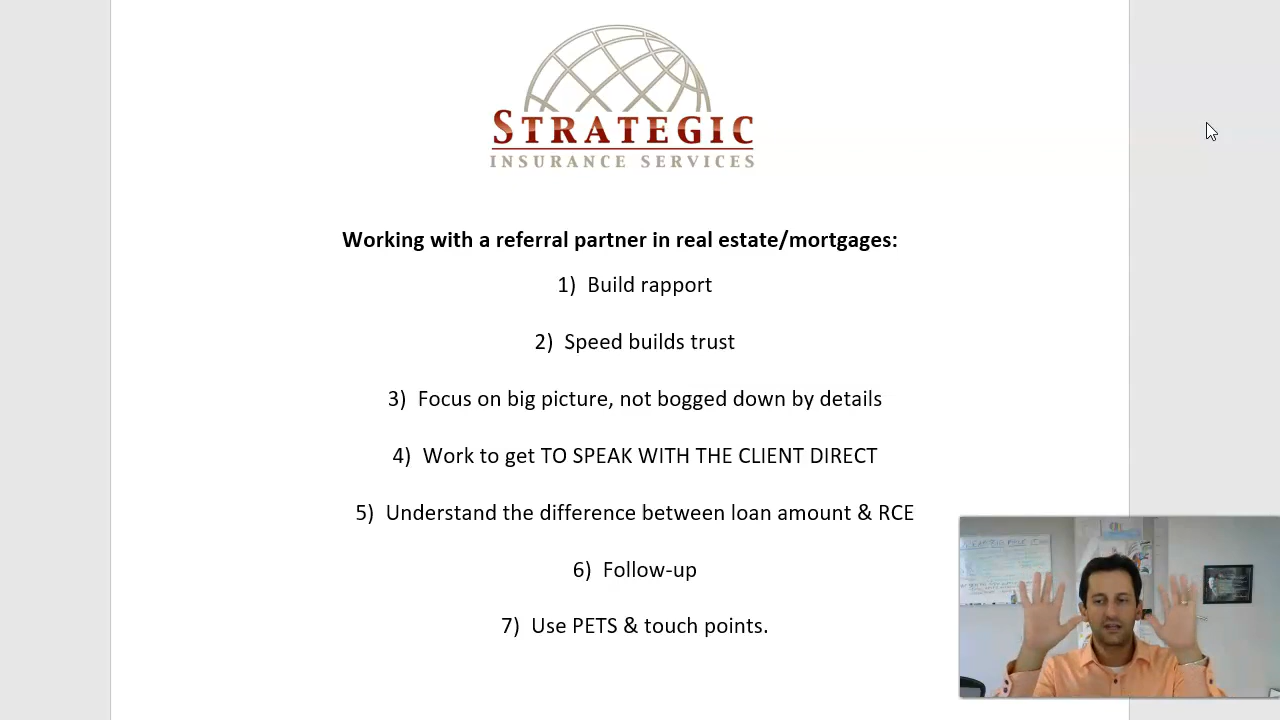 STRATEGIC
INSURANCE SERVICES
Working with a referral partner in real estate/mortgages:
1) Build rapport
2) Speed builds trust
3) Focus on big picture, not bogged down by details
4) Work to get TO SPEAK WITH THE CLIENT DIRECT
5) Understand the difference between loan amount & RCE
6) Follow-up
7) Use PETS & touch points.